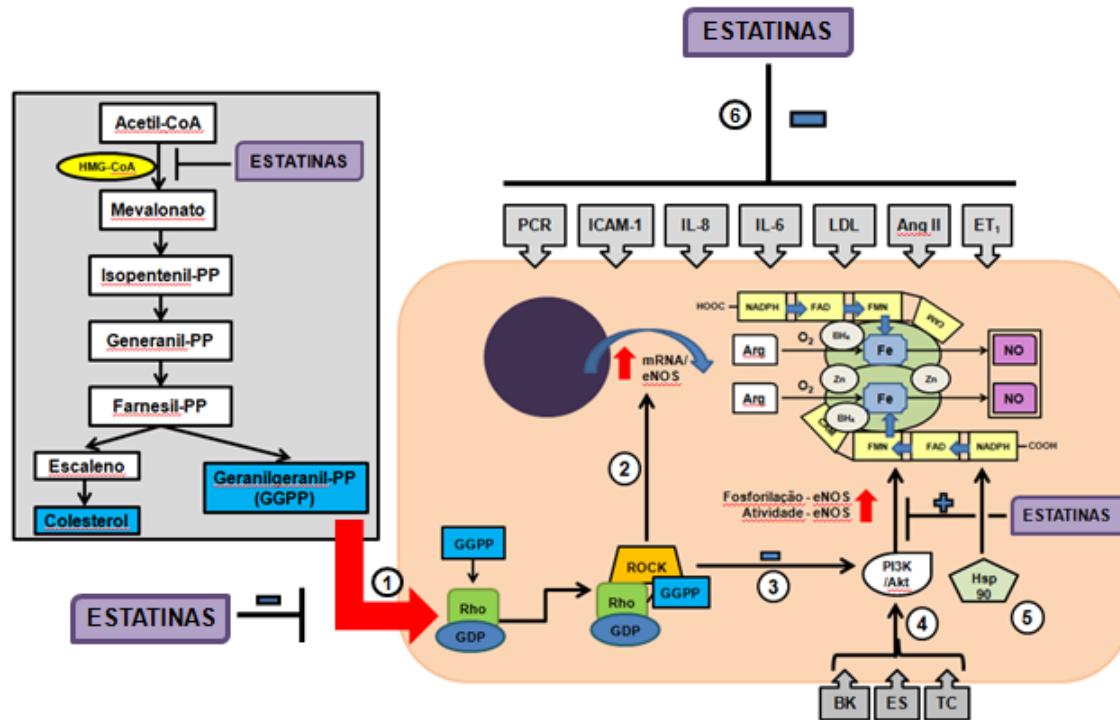 ESTATINAS
6
Acetil-CoA
HMG-CoA
ESTATINAS
Mevalonato
Isopentenil-PP
Generanil-PP
Farnesil-PP
Escaleno
Geranilgeranil-PP
(GGPP)
Colesterol
PCR
ICAM-1
IL-8
IL-6
LDL
Ang II
ET₁
HOOC
NADPH
FAD
FMN
CAM
mRNA/
eNOS
Arg
O₂
BH₄
Fe
NO
Zn
Zn
Arg
O₂
Fe
NO
BH₄
CAM
FMN
FAD
NADPH
COOH
2
Fosforilação - eNOS
Atividade - eNOS
ESTATINAS
1
GGPP
ROCK
Rho
GDP
Rho
GGPP
GDP
3
PI3K
/Akt
Hsp
90
ESTATINAS
4
5
BK
ES
TC